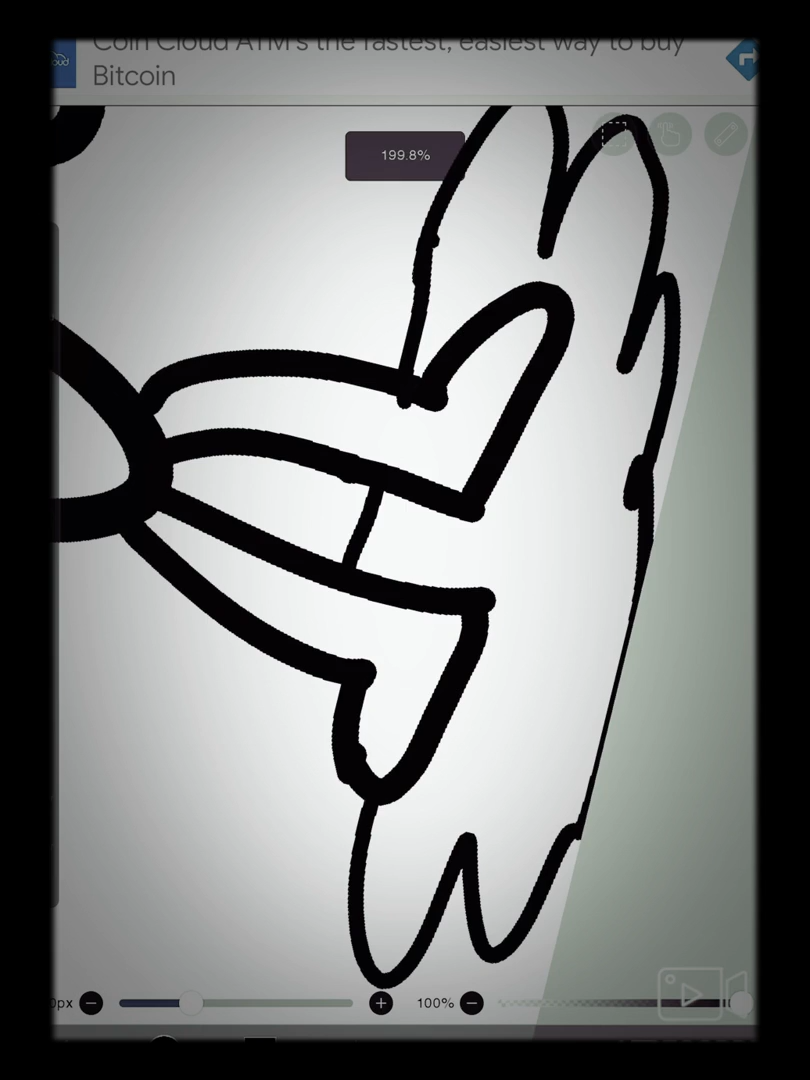 Coin Cloud ATM's the fastest, easiest way to buy
Bitcoin
199.8%
100%